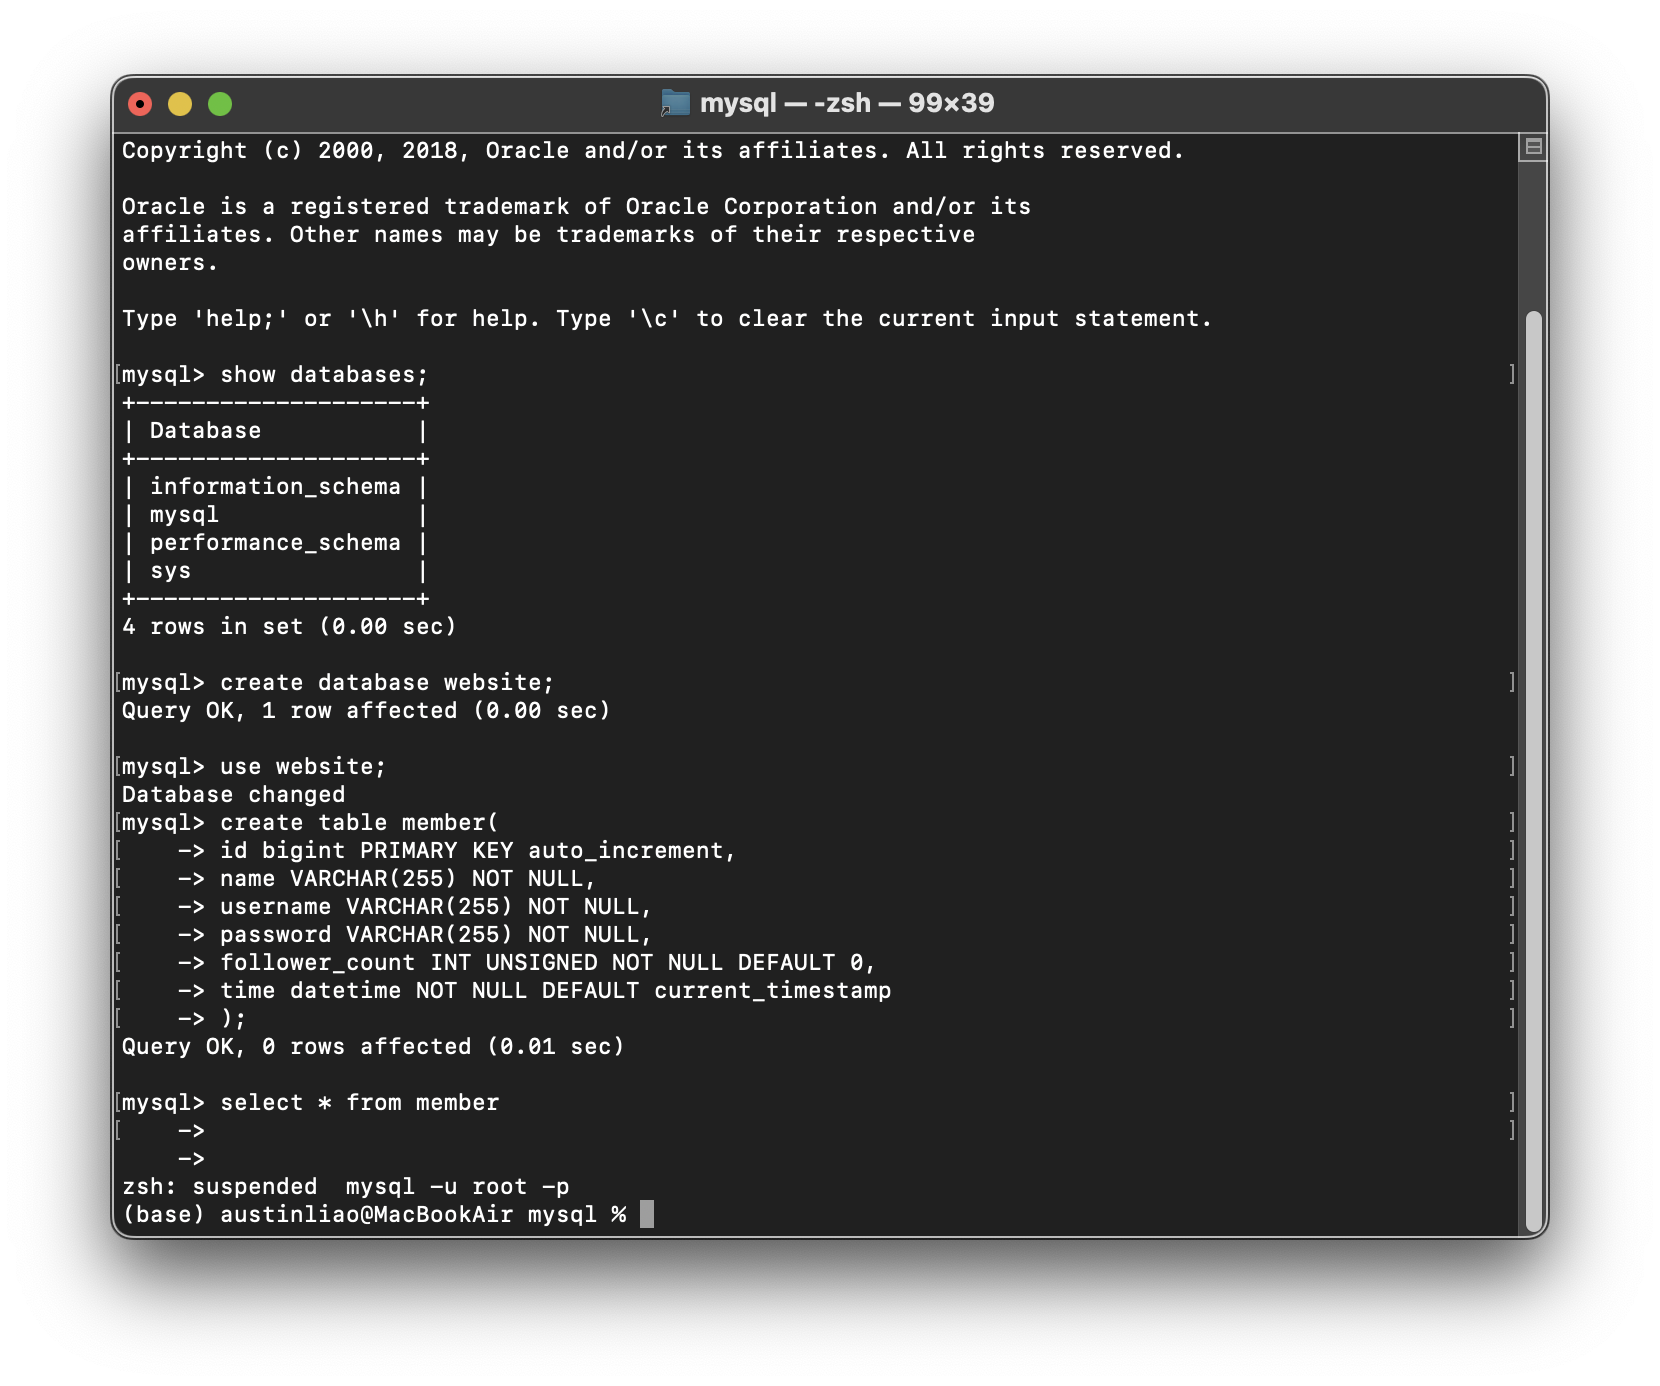 mysql — -zsh — 99×39
Copyright (c) 2000, 2018, Oracle and/or its affiliates. All rights reserved.
Oracle is a registered trademark of Oracle Corporation and/or its
affiliates. Other names may be trademarks of their respective
owners.
Type 'help;' or '\h' for help. Type '\c' to clear the current input statement.
[mysql> show databases; ]
+--------------------+
| Database           |
+--------------------+
| information_schema |
| mysql              |
| performance_schema |
| sys                |
+--------------------+
4 rows in set (0.00 sec)
[mysql> create database website; ]
Query OK, 1 row affected (0.00 sec)
[mysql> use website; ]
Database changed
[mysql> create table member( ]
[    -> id bigint PRIMARY KEY auto_increment, ]
[    -> name VARCHAR(255) NOT NULL, ]
[    -> username VARCHAR(255) NOT NULL, ]
[    -> password VARCHAR(255) NOT NULL, ]
[    -> follower_count INT UNSIGNED NOT NULL DEFAULT 0, ]
[    -> time datetime NOT NULL DEFAULT current_timestamp ]
[    -> ); ]
Query OK, 0 rows affected (0.01 sec)
[mysql> select * from member ]
[    -> ]
    ->
zsh: suspended  mysql -u root -p
(base) austinliao@MacBookAir mysql %